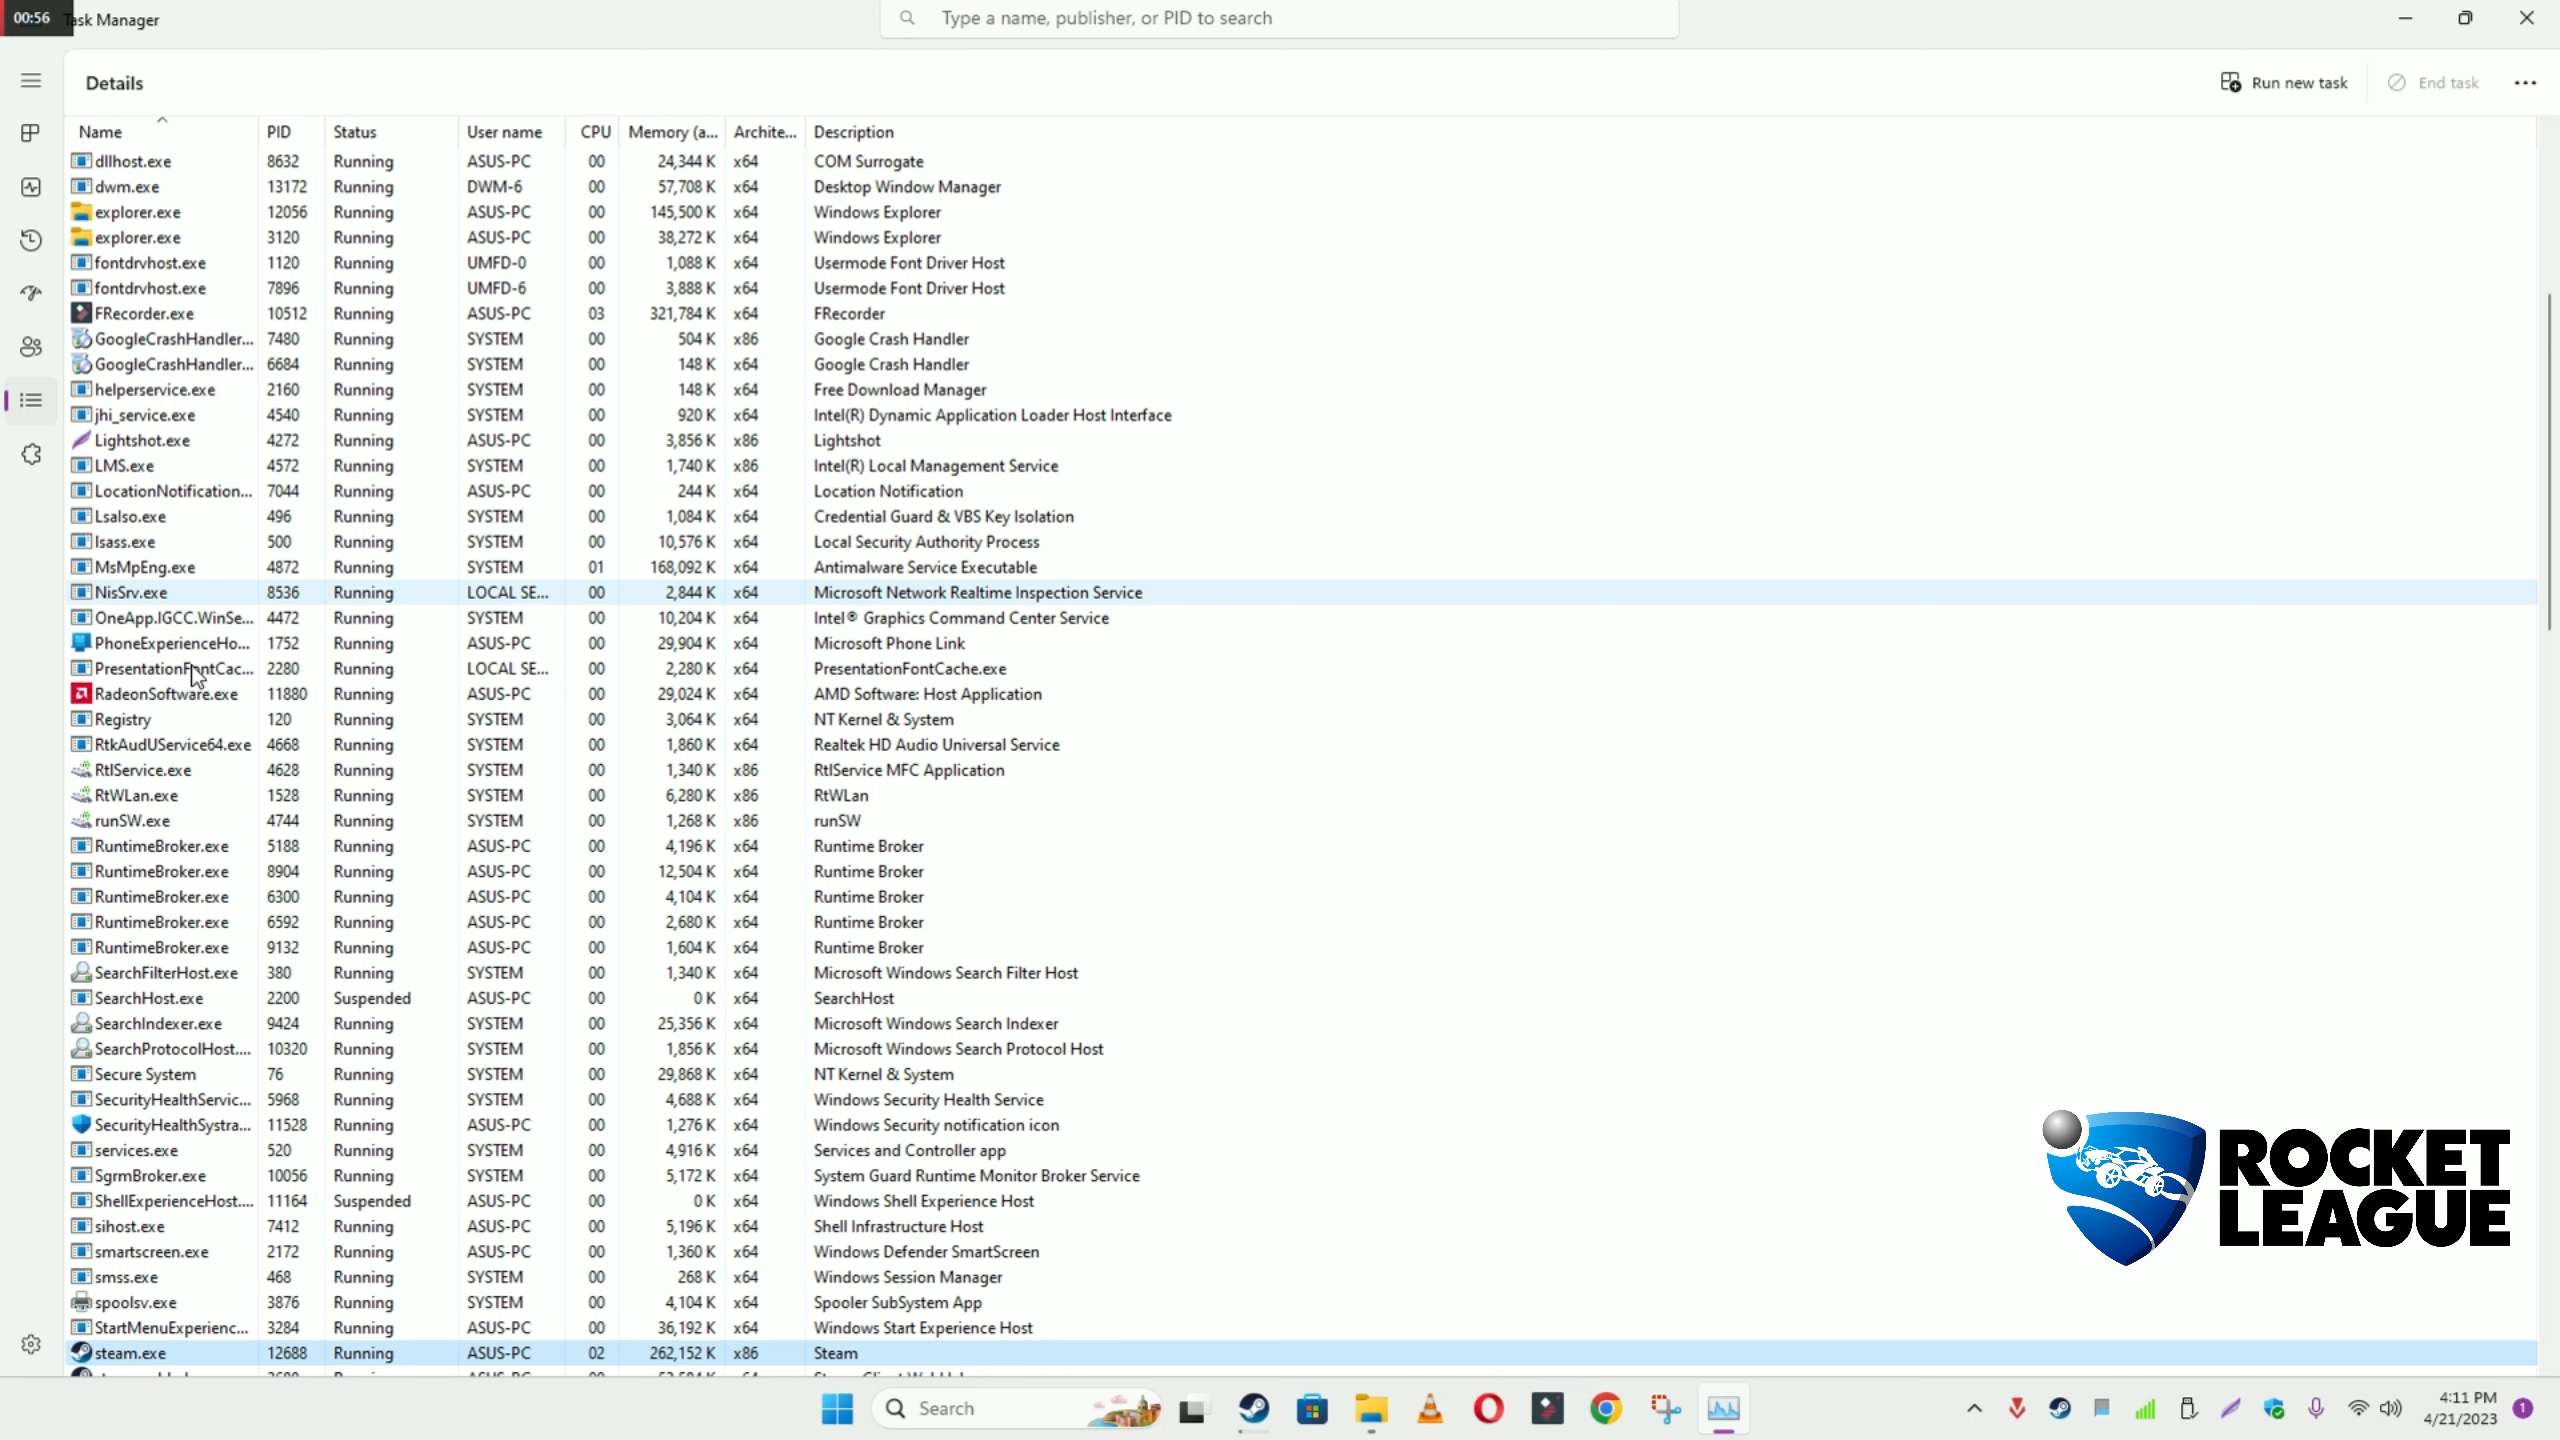 00:56
Task Manager
Type a name, publisher, or PID to search
Details
Run new task
End task
Name PID Status User name CPU Memory (a... Archite... Description
dllhost.exe 8632 Running ASUS-PC 00 24,344 K x64 COM Surrogate
dwm.exe 13172 Running DWM-6 00 57,708 K x64 Desktop Window Manager
explorer.exe 12056 Running ASUS-PC 00 145,500 K x64 Windows Explorer
explorer.exe 3120 Running ASUS-PC 00 38,272 K x64 Windows Explorer
fontdrvhost.exe 1120 Running UMFD-0 00 1,088 K x64 Usermode Font Driver Host
fontdrvhost.exe 7896 Running UMFD-6 00 3,888 K x64 Usermode Font Driver Host
FRecorder.exe 10512 Running ASUS-PC 03 321,784 K x64 FRecorder
GoogleCrashHandler... 7480 Running SYSTEM 00 504 K x86 Google Crash Handler
GoogleCrashHandler... 6684 Running SYSTEM 00 148 K x64 Google Crash Handler
helperservice.exe 2160 Running SYSTEM 00 148 K x64 Free Download Manager
jhi_service.exe 4540 Running SYSTEM 00 920 K x64 Intel(R) Dynamic Application Loader Host Interface
Lightshot.exe 4272 Running ASUS-PC 00 3,856 K x86 Lightshot
LMS.exe 4572 Running SYSTEM 00 1,740 K x86 Intel(R) Local Management Service
LocationNotification... 7044 Running ASUS-PC 00 244 K x64 Location Notification
LsaIso.exe 496 Running SYSTEM 00 1,084 K x64 Credential Guard & VBS Key Isolation
lsass.exe 500 Running SYSTEM 00 10,576 K x64 Local Security Authority Process
MsMpEng.exe 4872 Running SYSTEM 01 168,092 K x64 Antimalware Service Executable
NisSrv.exe 8536 Running LOCAL SE... 00 2,844 K x64 Microsoft Network Realtime Inspection Service
OneApp.IGCC.WinSe... 4472 Running SYSTEM 00 10,204 K x64 Intel® Graphics Command Center Service
PhoneExperienceHo... 1752 Running ASUS-PC 00 29,904 K x64 Microsoft Phone Link
PresentationFontCac... 2280 Running LOCAL SE... 00 2,280 K x64 PresentationFontCache.exe
RadeonSoftware.exe 11880 Running ASUS-PC 00 29,024 K x64 AMD Software: Host Application
Registry 120 Running SYSTEM 00 3,064 K x64 NT Kernel & System
RtkAudUService64.exe 4668 Running SYSTEM 00 1,860 K x64 Realtek HD Audio Universal Service
RtlService.exe 4628 Running SYSTEM 00 1,340 K x86 RtlService MFC Application
RtWLan.exe 1528 Running SYSTEM 00 6,280 K x86 RtWLan
runSW.exe 4744 Running SYSTEM 00 1,268 K x86 runSW
RuntimeBroker.exe 5188 Running ASUS-PC 00 4,196 K x64 Runtime Broker
RuntimeBroker.exe 8904 Running ASUS-PC 00 12,504 K x64 Runtime Broker
RuntimeBroker.exe 6300 Running ASUS-PC 00 4,104 K x64 Runtime Broker
RuntimeBroker.exe 6592 Running ASUS-PC 00 2,680 K x64 Runtime Broker
RuntimeBroker.exe 9132 Running ASUS-PC 00 1,604 K x64 Runtime Broker
SearchFilterHost.exe 380 Running SYSTEM 00 1,340 K x64 Microsoft Windows Search Filter Host
SearchHost.exe 2200 Suspended ASUS-PC 00 0 K x64 SearchHost
SearchIndexer.exe 9424 Running SYSTEM 00 25,356 K x64 Microsoft Windows Search Indexer
SearchProtocolHost.... 10320 Running SYSTEM 00 1,856 K x64 Microsoft Windows Search Protocol Host
Secure System 76 Running SYSTEM 00 29,868 K x64 NT Kernel & System
SecurityHealthServic... 5968 Running SYSTEM 00 4,688 K x64 Windows Security Health Service
SecurityHealthSystra... 11528 Running ASUS-PC 00 1,276 K x64 Windows Security notification icon
services.exe 520 Running SYSTEM 00 4,916 K x64 Services and Controller app
SgrmBroker.exe 10056 Running SYSTEM 00 5,172 K x64 System Guard Runtime Monitor Broker Service
ShellExperienceHost.... 11164 Suspended ASUS-PC 00 0 K x64 Windows Shell Experience Host
sihost.exe 7412 Running ASUS-PC 00 5,196 K x64 Shell Infrastructure Host
smartscreen.exe 2172 Running ASUS-PC 00 1,360 K x64 Windows Defender SmartScreen
smss.exe 468 Running SYSTEM 00 268 K x64 Windows Session Manager
spoolsv.exe 3876 Running SYSTEM 00 4,104 K x64 Spooler SubSystem App
StartMenuExperienc... 3284 Running ASUS-PC 00 36,192 K x64 Windows Start Experience Host
steam.exe 12688 Running ASUS-PC 02 262,152 K x86 Steam
ROCKET
LEAGUE
Search
4:11 PM
4/21/2023
1